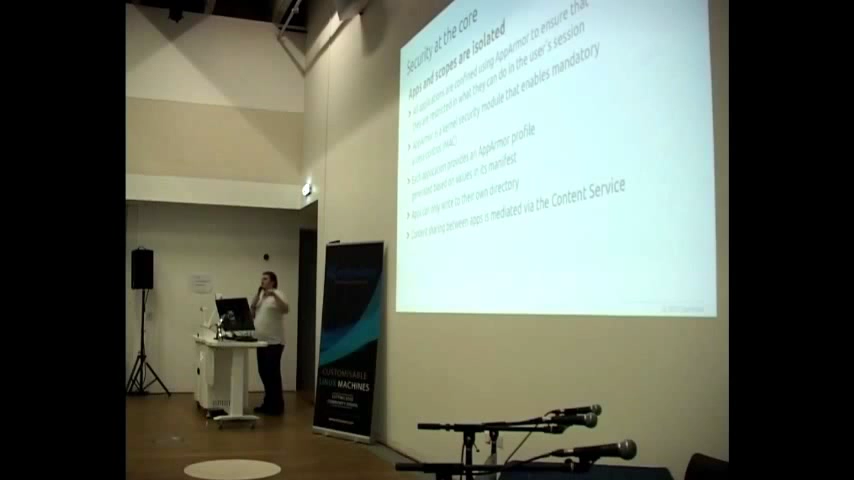 Security at the core
Apps and scopes are isolated
All applications are confined using AppArmor to ensure that
they are restricted in what they can do in the user's session
AppArmor is a kernel security module that enables mandatory
access control (MAC)
Each application provides an AppArmor profile
generated based on values in its manifest
Apps can only write to their own directory
Content sharing between Apps is mediated via the Content Service
CUSTOMISABLE
LINUX MACHINES